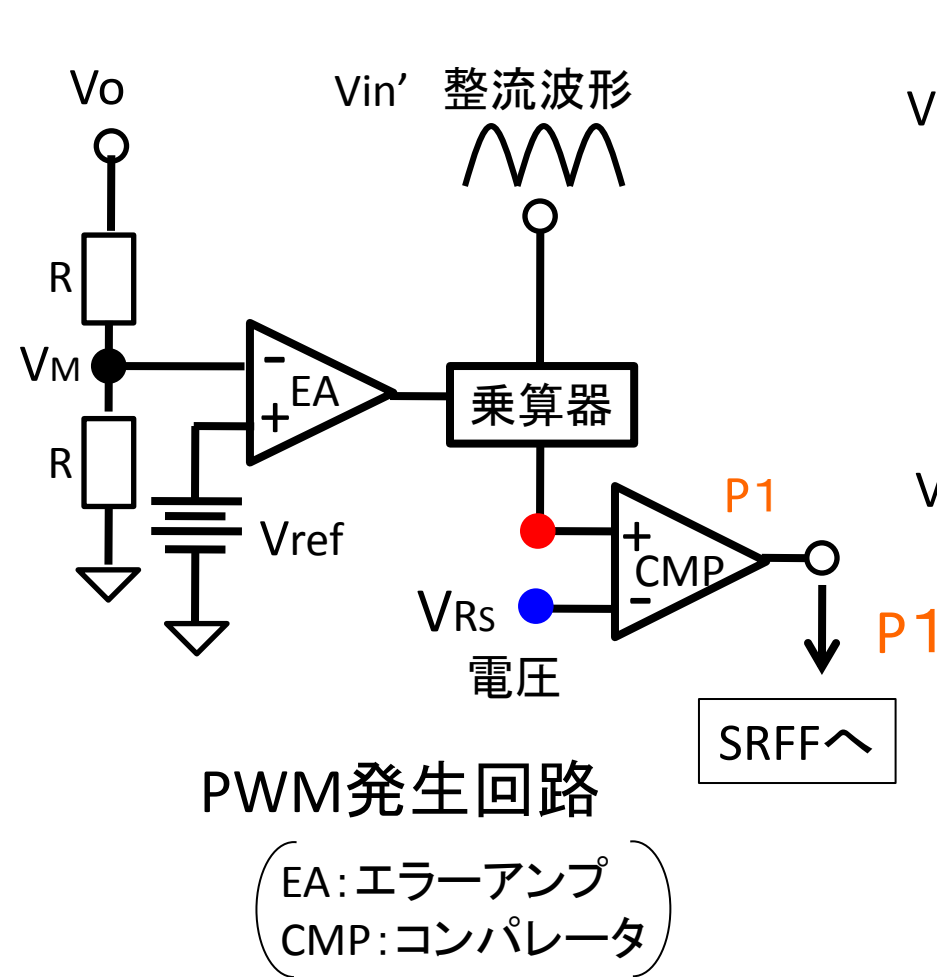 Vo
Vin’ 整流波形
V
R
VM
-
EA
+
乗算器
R
Vref
P1
+
CMP
-
VRs
電圧
V
P1
SRFFへ
PWM発生回路
EA:エラーアンプ
CMP:コンパレータ